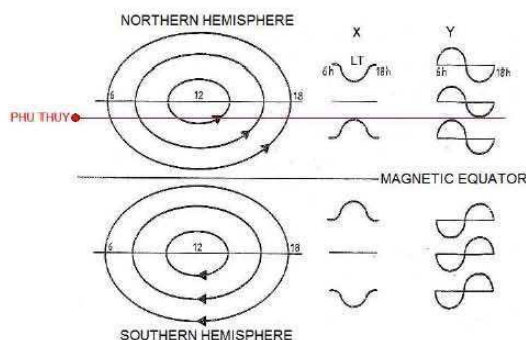 NORTHERN HEMISPHERE
X
Y
LT
6h
18h
6h
18h
6
12
18
PHU THUY
MAGNETIC EQUATOR
6
12
18
SOUTHERN HEMISPHERE